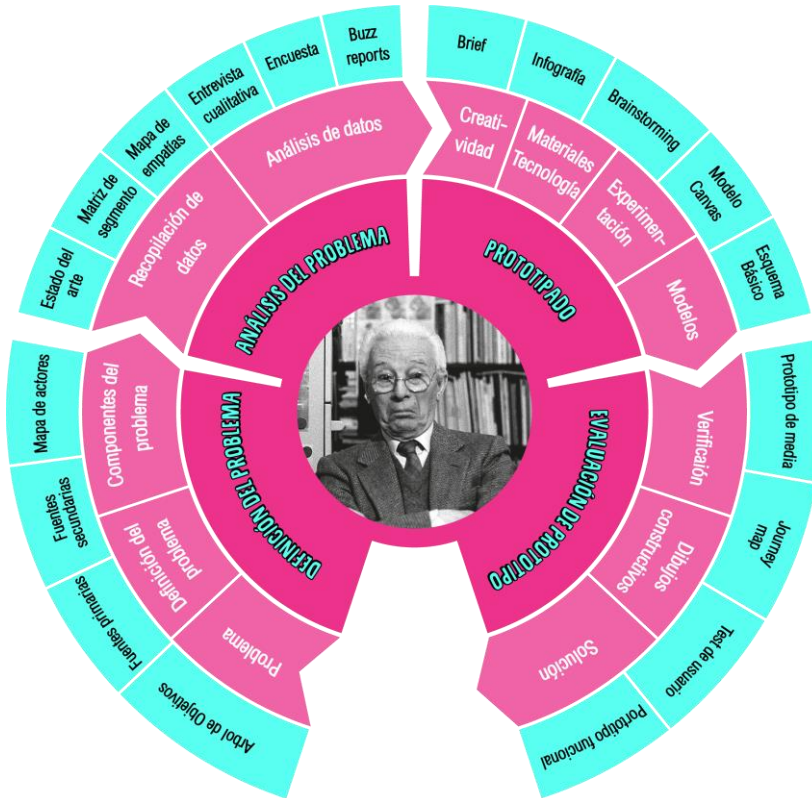 Arbol de Objetivos
Fuentes primarias
Fuentes
secundarias
Mapa de actores
Problema
Definición del
problema
Componentes del
problema
DEFINICIÓN DEL PROBLEMA
Estado del
arte
Matriz de
segmento
Mapa de
empatías
Entrevista
cualitativa
Encuesta
Buzz
reports
Recopilación de
datos
Análisis de datos
ANÁLISIS DEL PROBLEMA
Brief
Infografía
Brainstorming
Modelo
Canvas
Esquema
Básico
Creati-
vidad
Materiales
Tecnología
Experimen-
tación
Modelos
PROTOTIPADO
Prototipo de media
Journey
map
Test de usuario
Portotipo funcional
Verificaión
Dibujos
constructivos
Solución
EVALUACIÓN DE PROTOTIPO